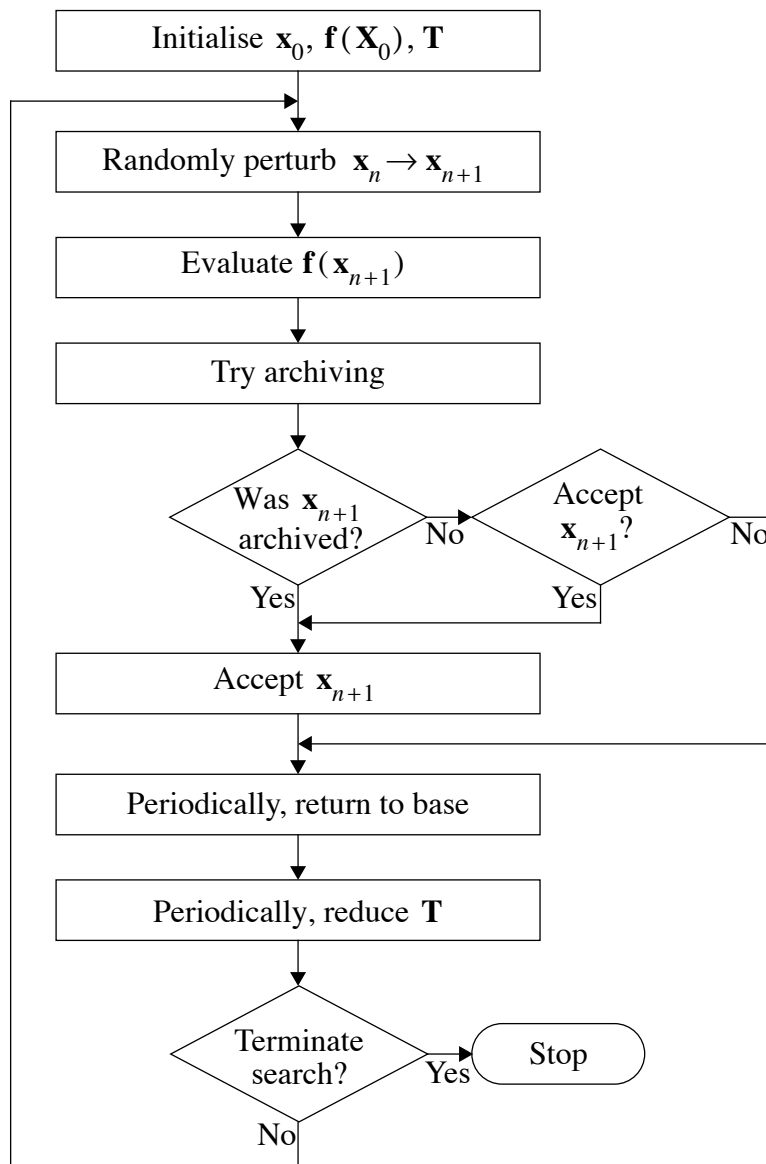 Initialise x₀, f(X₀), T
Randomly perturb xₙ → xₙ₊₁
Evaluate f(xₙ₊₁)
Try archiving
Was xₙ₊₁
archived?
No
Accept
xₙ₊₁?
No
Yes
Yes
Accept xₙ₊₁
Periodically, return to base
Periodically, reduce T
Terminate
search?
Yes
Stop
No